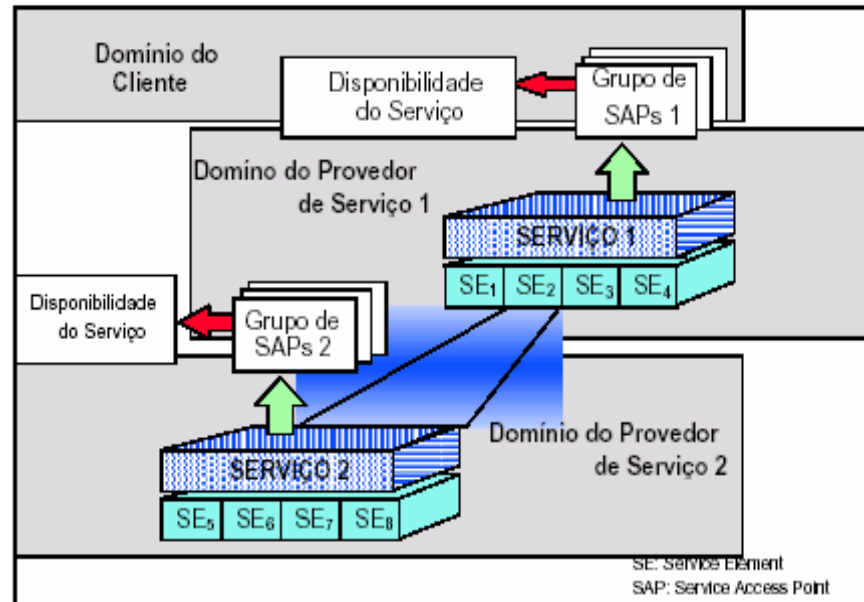 Domínio do
Cliente
Disponibilidade
do Serviço
Grupo de
SAPs 1
Domíno do Provedor
de Serviço 1
SERVIÇO 1
SE1 SE2 SE3 SE4
Disponibilidade
do Serviço
Grupo de
SAPs 2
Domínio do Provedor
de Serviço 2
SERVIÇO 2
SE5 SE6 SE7 SE8
SE: Service Element
SAP: Service Access Point